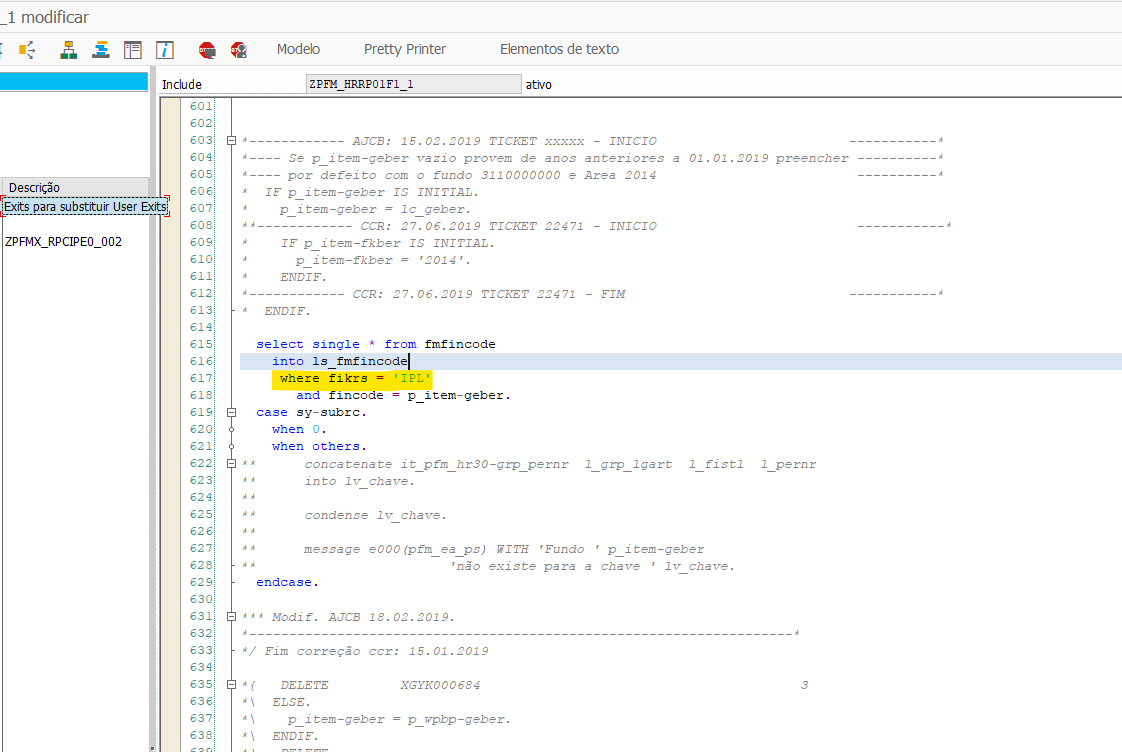 _1 modificar
Modelo Pretty Printer Elementos de texto
Include ZPFM_HRRP01F1_1 ativo
Descrição
Exits para substituir User Exits
ZPFMX_RPCIPE0_002
601
602
603 *------------ AJCB: 15.02.2019 TICKET xxxxx - INICIO -----------*
604 *---- Se p_item-geber vazio provem de anos anteriores a 01.01.2019 preencher ----------*
605 *---- por defeito com o fundo 3110000000 e Area 2014 ----------*
606 * IF p_item-geber IS INITIAL.
607 * p_item-geber = lc_geber.
608 **------------ CCR: 27.06.2019 TICKET 22471 - INICIO -----------*
609 * IF p_item-fkber IS INITIAL.
610 * p_item-fkber = '2014'.
611 * ENDIF.
612 *------------ CCR: 27.06.2019 TICKET 22471 - FIM -----------*
613 * ENDIF.
614
615 select single * from fmfincode
616 into ls_fmfincode
617 where fikrs = 'IPL'
618 and fincode = p_item-geber.
619 case sy-subrc.
620 when 0.
621 when others.
622 ** concatenate it_pfm_hr30-grp_pernr l_grp_lgart l_fistl l_pernr
623 ** into lv_chave.
624 **
625 ** condense lv_chave.
626 **
627 ** message e000(pfm_ea_ps) WITH 'Fundo ' p_item-geber
628 ** 'não existe para a chave ' lv_chave.
629 endcase.
630
631 *** Modif. AJCB 18.02.2019.
632 *--------------------------------------------------------------------*
633 */ Fim correção ccr: 15.01.2019
634
635 *{ DELETE XGYK000684 3
636 *\ ELSE.
637 *\ p_item-geber = p_wpbp-geber.
638 *\ ENDIF.
639 *} DELETE